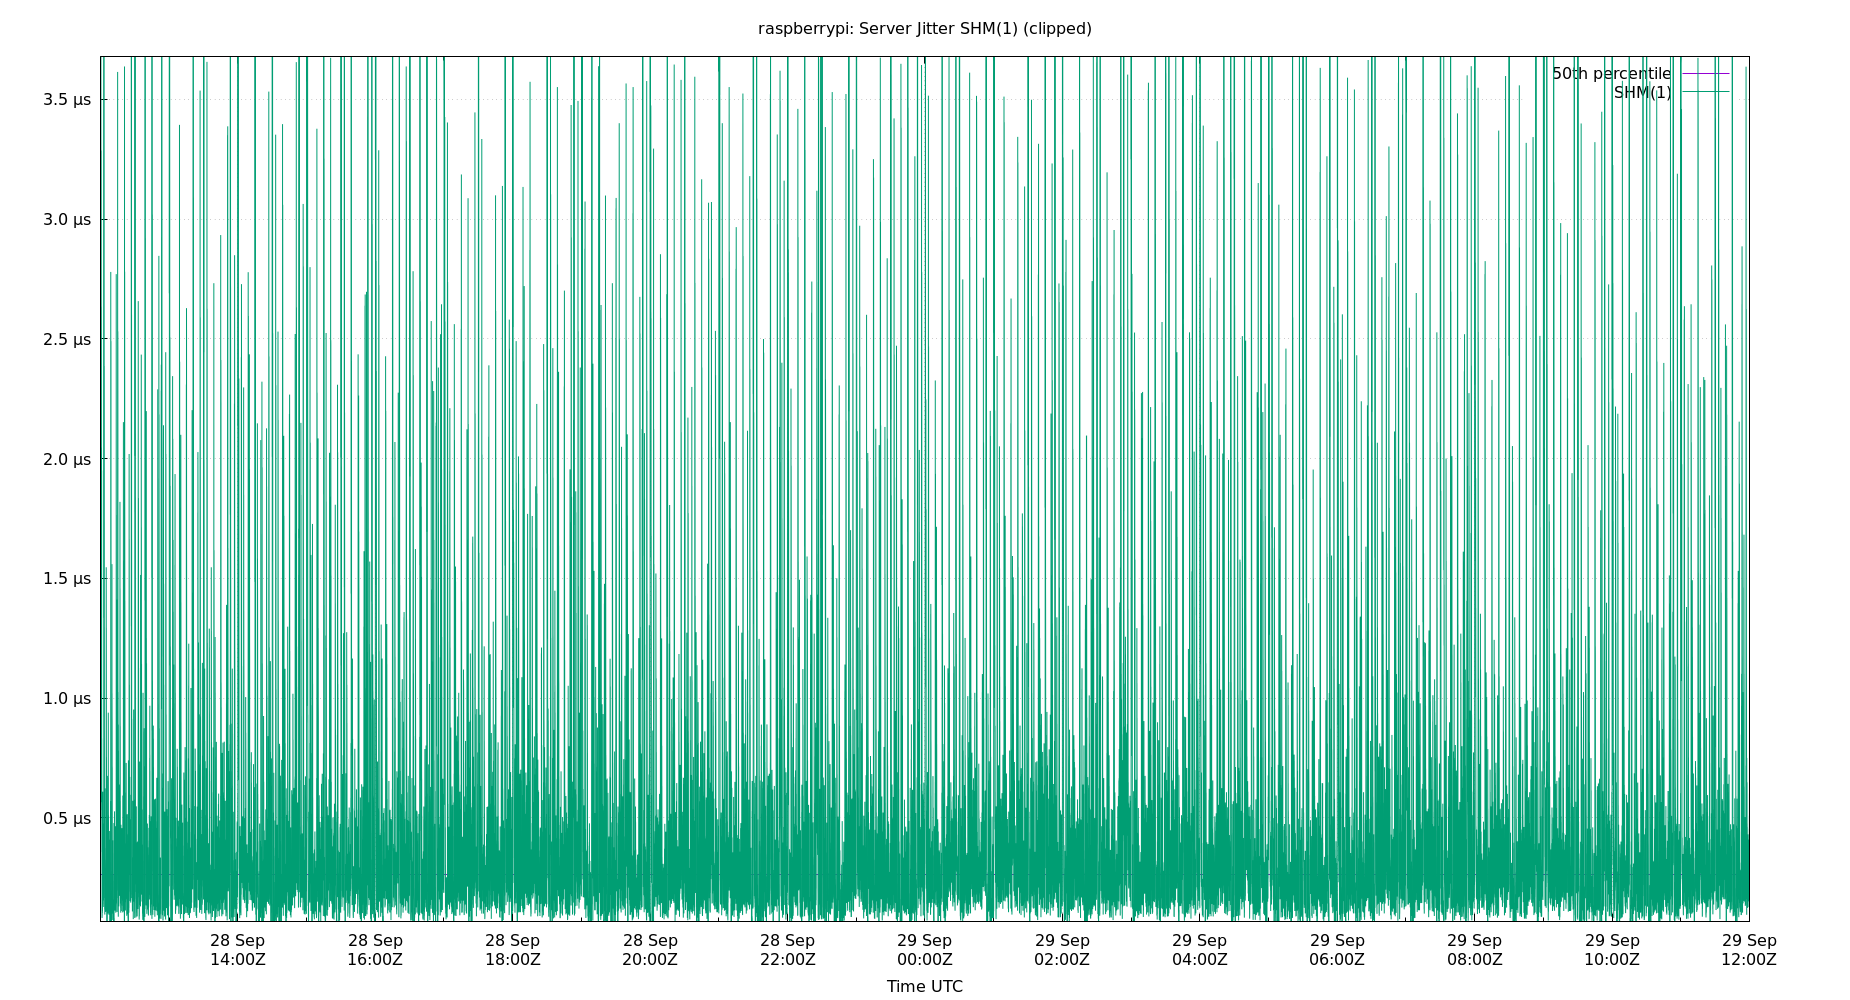 raspberrypi: Server Jitter SHM(1) (clipped)
50th percentile
SHM(1)
3.5 µs
3.0 µs
2.5 µs
2.0 µs
1.5 µs
1.0 µs
0.5 µs
28 Sep 28 Sep 28 Sep 28 Sep 28 Sep 29 Sep 29 Sep 29 Sep 29 Sep 29 Sep 29 Sep 29 Sep
14:00Z 16:00Z 18:00Z 20:00Z 22:00Z 00:00Z 02:00Z 04:00Z 06:00Z 08:00Z 10:00Z 12:00Z
Time UTC